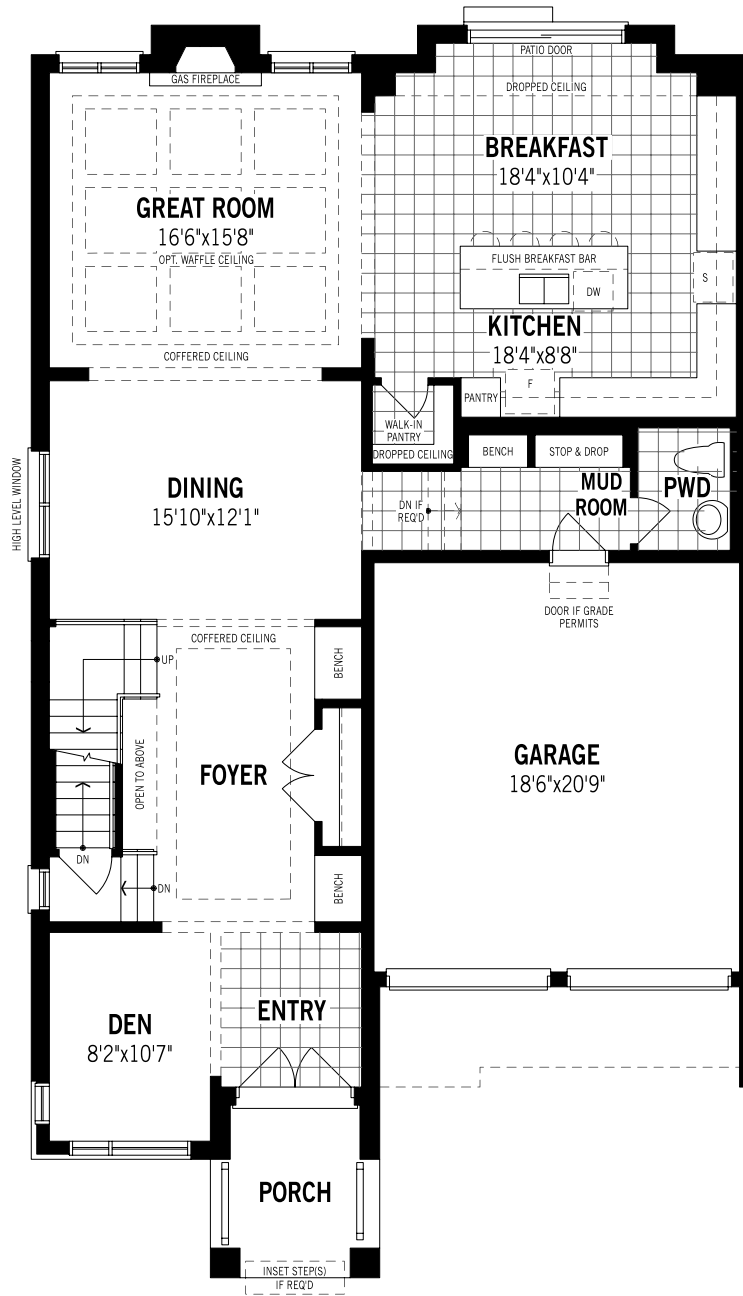 PATIO DOOR
GAS FIREPLACE
DROPPED CEILING
BREAKFAST
18'4"x10'4"
GREAT ROOM
16'6"x15'8"
OPT. WAFFLE CEILING
FLUSH BREAKFAST BAR
S
DW
KITCHEN
18'4"x8'8"
COFFERED CEILING
F
PANTRY
WALK-IN
PANTRY
DROPPED CEILING
BENCH
STOP & DROP
HIGH LEVEL WINDOW
DINING
15'10"x12'1"
MUD
ROOM
PWD
DN IF
REQ'D
DOOR IF GRADE
PERMITS
COFFERED CEILING
UP
BENCH
OPEN TO ABOVE
FOYER
GARAGE
18'6"x20'9"
DN
DN
BENCH
ENTRY
DEN
8'2"x10'7"
PORCH
INSET STEP(S)
IF REQ'D